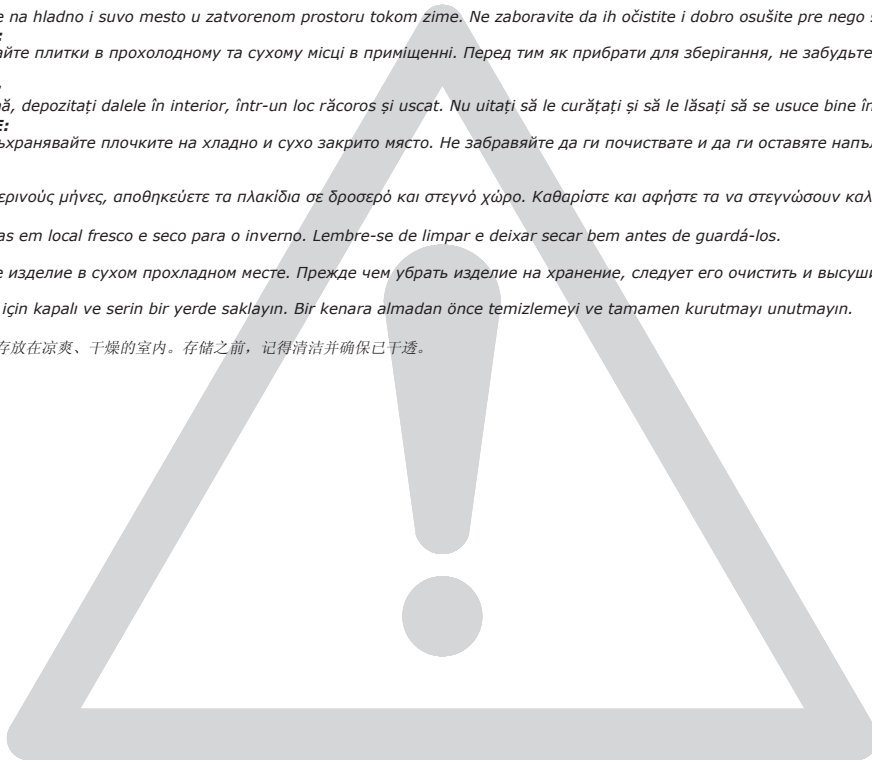 e na hladno i suvo mesto u zatvorenom prostoru tokom zime. Ne zaboravite da ih očistite i dobro osušite pre nego
айте плитки в прохолодному та сухому місці в приміщенні. Перед тим як прибрати для зберігання, не забудьте
ă, depozitați dalele în interior, într-un loc răcoros și uscat. Nu uitați să le curățați și să le lăsați să se usuce bine în
E:
ъхранявайте плочките на хладно и сухо закрито място. Не забравяйте да ги почиствате и да ги оставяте напъ
ερινούς μήνες, αποθηκεύετε τα πλακίδια σε δροσερό και στεγνό χώρο. Καθαρίστε και αφήστε τα να στεγνώσουν καλ
as em local fresco e seco para o inverno. Lembre-se de limpar e deixar secar bem antes de guardá-los.
е изделие в сухом прохладном месте. Прежде чем убрать изделие на хранение, следует его очистить и высуши
için kapalı ve serin bir yerde saklayın. Bir kenara almadan önce temizlemeyi ve tamamen kurutmayı unutmayın.
存放在凉爽、干燥的室内。存储之前，记得清洁并确保已干透。